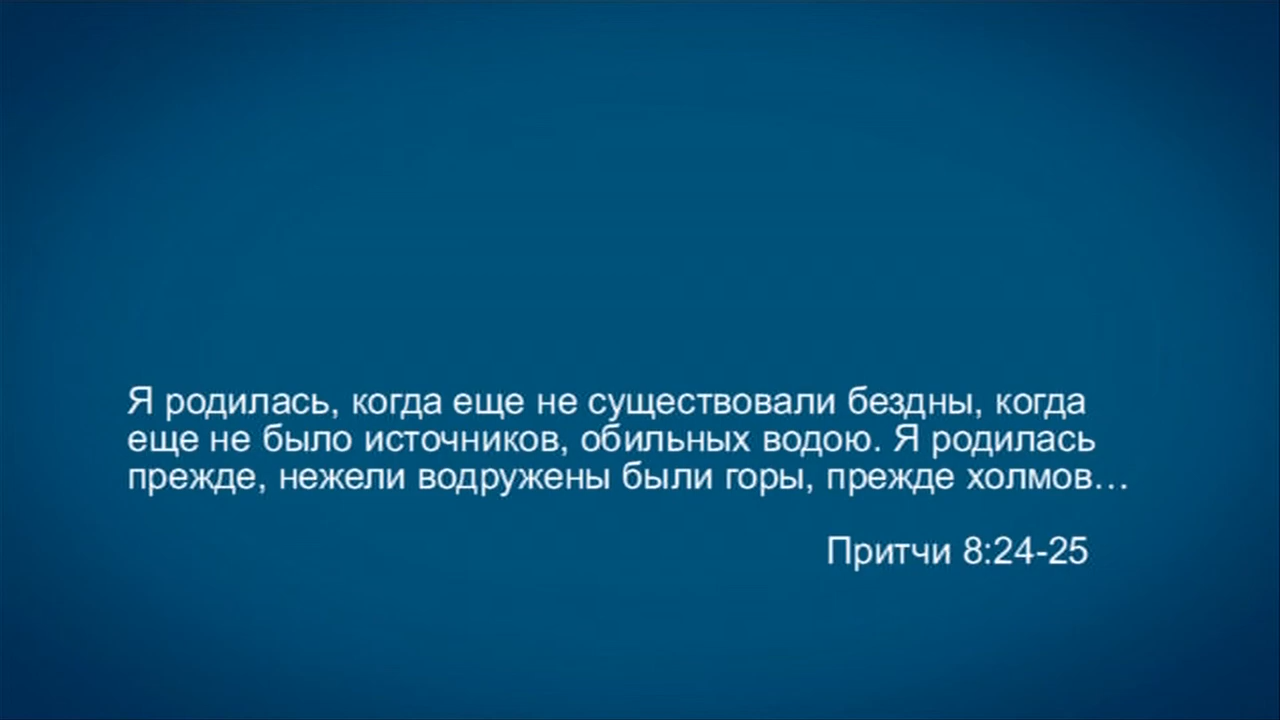 Я родилась, когда еще не существовали бездны, когда
еще не было источников, обильных водою. Я родилась
прежде, нежели водружены были горы, прежде холмов…
Притчи 8:24-25